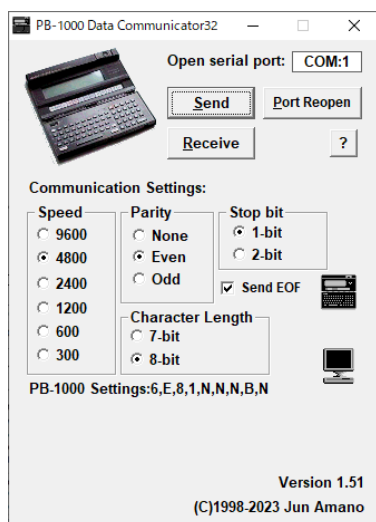 PB-1000 Data Communicator32
Open serial port: COM:1
Send
Port Reopen
Receive
?
Communication Settings:
Speed
9600
4800
2400
1200
600
300
Parity
None
Even
Odd
Stop bit
1-bit
2-bit
Send EOF
Character Length
7-bit
8-bit
PB-1000 Settings:6,E,8,1,N,N,N,B,N
Version 1.51
(C)1998-2023 Jun Amano